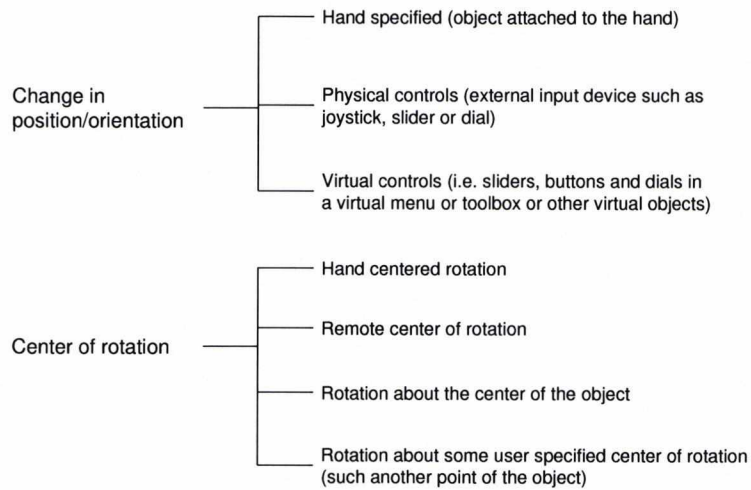 Hand specified (object attached to the hand)
Change in
position/orientation
Physical controls (external input device such as
joystick, slider or dial)
Virtual controls (i.e. sliders, buttons and dials in
a virtual menu or toolbox or other virtual objects)
Hand centered rotation
Remote center of rotation
Center of rotation
Rotation about the center of the object
Rotation about some user specified center of rotation
(such another point of the object)